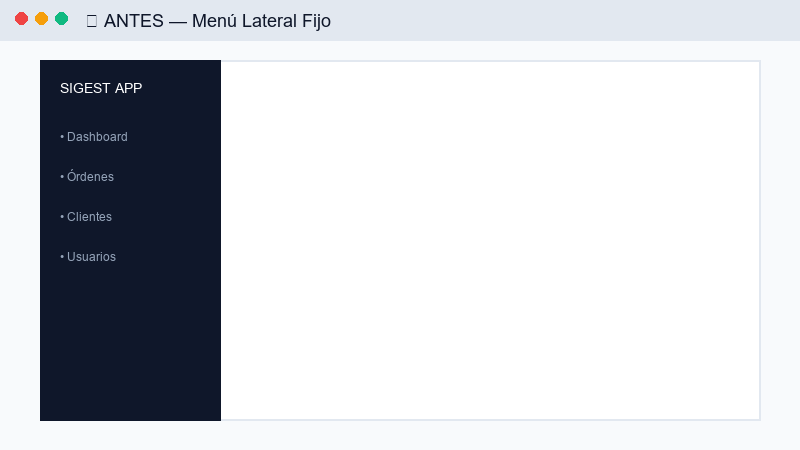 ANTES — Menú Lateral Fijo
SIGEST APP
• Dashboard
• Órdenes
• Clientes
• Usuarios